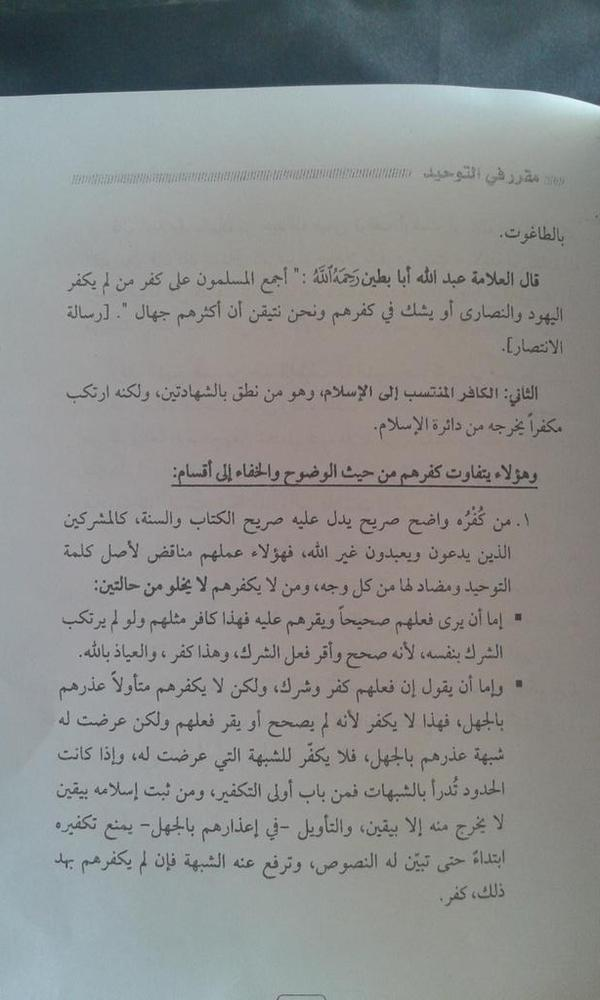 مقرر في التوحيد
بالطاغوت.
قال العلامة عبد الله أبا بطين رَحِمَهُ اللَّهُ : " أجمع المسلمون على كفر من لم يكفر
اليهود والنصارى أو يشك في كفرهم ونحن نتيقن أن أكثرهم جهال ". [رسالة
الانتصار].
الثاني: الكافر المنتسب إلى الإسلام، وهو من نطق بالشهادتين، ولكنه ارتكب
مكفراً يخرجه من دائرة الإسلام.
وهؤلاء يتفاوت كفرهم من حيث الوضوح والخفاء إلى أقسام:
١. من كُفْرُه واضح صريح يدل عليه صريح الكتاب والسنة، كالمشركين
الذين يدعون ويعبدون غير الله، فهؤلاء عملهم مناقض لأصل كلمة
التوحيد ومضاد لها من كل وجه، ومن لا يكفرهم لا يخلو من حالتين:
▪ إما أن يرى فعلهم صحيحاً ويقرهم عليه فهذا كافر مثلهم ولو لم يرتكب
الشرك بنفسه، لأنه صحح وأقر فعل الشرك، وهذا كفر ، والعياذ بالله.
▪ وإما أن يقول إن فعلهم كفر وشرك، ولكن لا يكفرهم متأولاً عذرهم
بالجهل، فهذا لا يكفر لأنه لم يصحح أو يقر فعلهم ولكن عرضت له
شبهة عذرهم بالجهل، فلا يكفّر للشبهة التي عرضت له، وإذا كانت
الحدود تُدرأ بالشبهات فمن باب أولى التكفير، ومن ثبت إسلامه بيقين
لا يخرج منه إلا بيقين، والتأويل -في إعذارهم بالجهل- يمنع تكفيره
ابتداءً حتى تبيّن له النصوص، وترفع عنه الشبهة فإن لم يكفرهم بهد
ذلك، كفر.